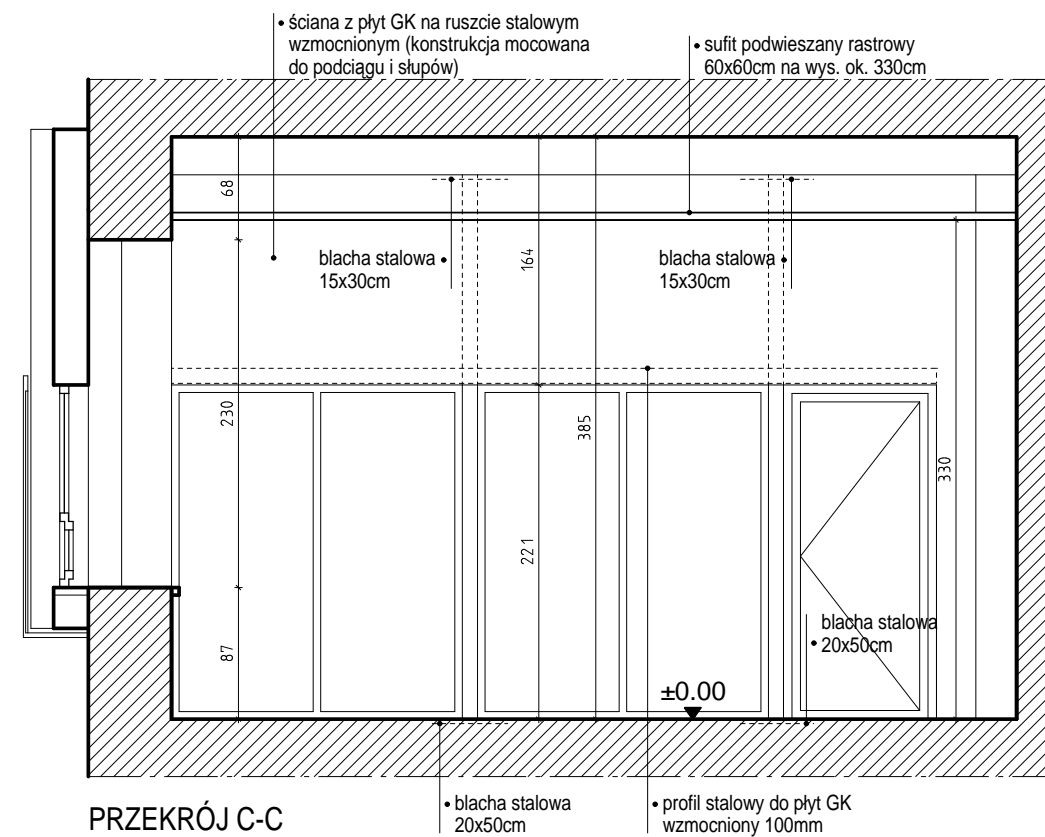 • ściana z płyt GK na ruszcie stalowym
wzmocnionym (konstrukcja mocowana
do podciągu i słupów)
• sufit podwieszany rastrowy
60x60cm na wys. ok. 330cm
68
164
blacha stalowa •
15x30cm
blacha stalowa •
15x30cm
230
385
330
221
87
blacha stalowa
• 20x50cm
±0.00
PRZEKRÓJ C-C
• blacha stalowa
20x50cm
• profil stalowy do płyt GK
wzmocniony 100mm